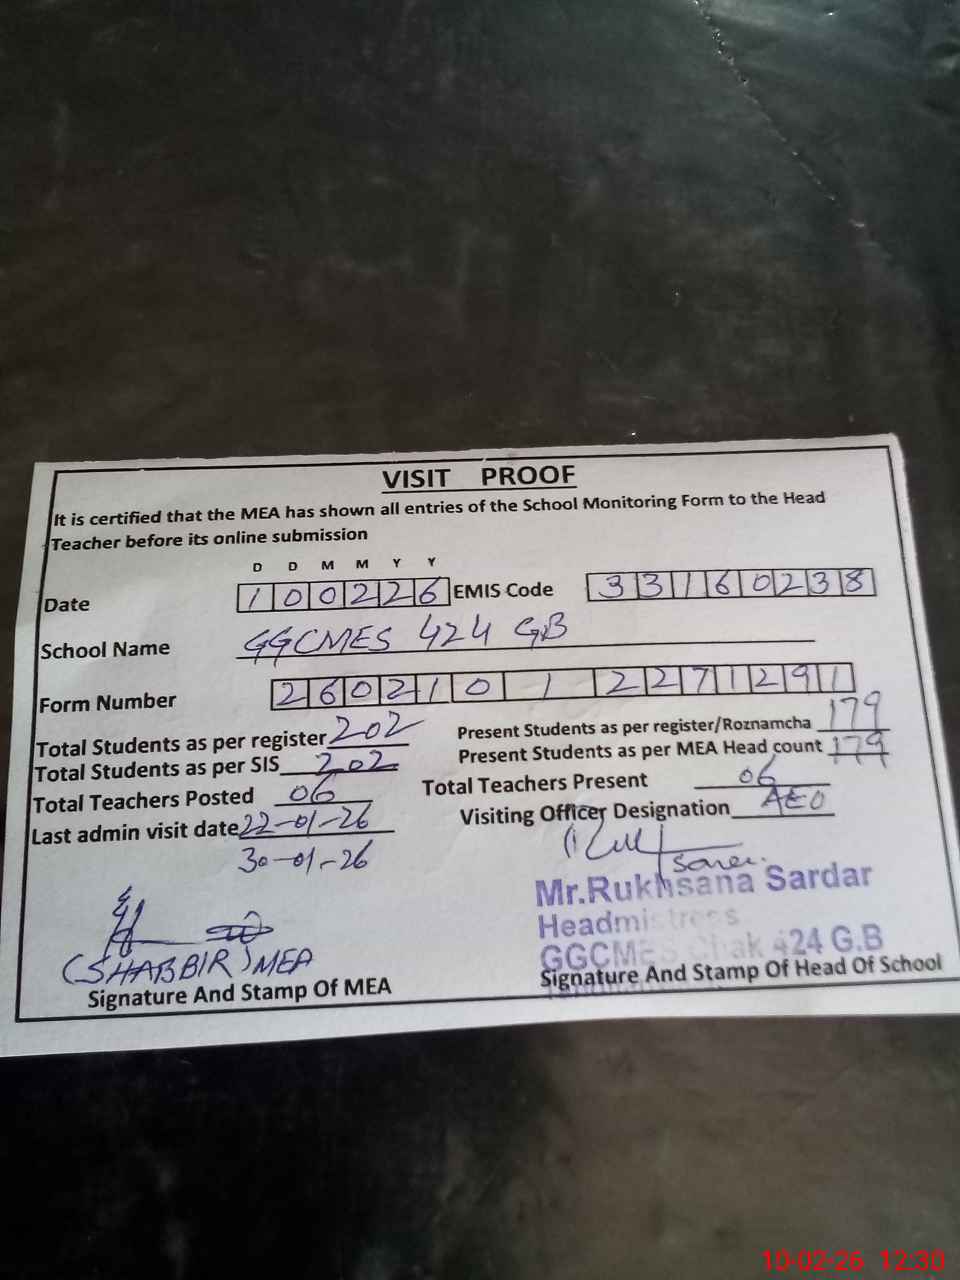 VISIT PROOF
It is certified that the MEA has shown all entries of the School Monitoring Form to the Head
Teacher before its online submission
D D M M Y Y
Date 100226 EMIS Code 33160238
School Name GGCMES 424 GB
Form Number 260210 1 2271291
Total Students as per register 202 Present Students as per register/Roznamcha 179
Total Students as per SIS 202 Present Students as per MEA Head count 179
Total Teachers Posted 06 Total Teachers Present 06
Last admin visit date 22-01-26 Visiting Officer Designation AEO
30-01-26
Mr.Rukhsana Sardar
Headmistress
(SHABBIR) MEA GGCMES Chak 424 G.B
Signature And Stamp Of MEA Signature And Stamp Of Head Of School
10-02-26 12:30